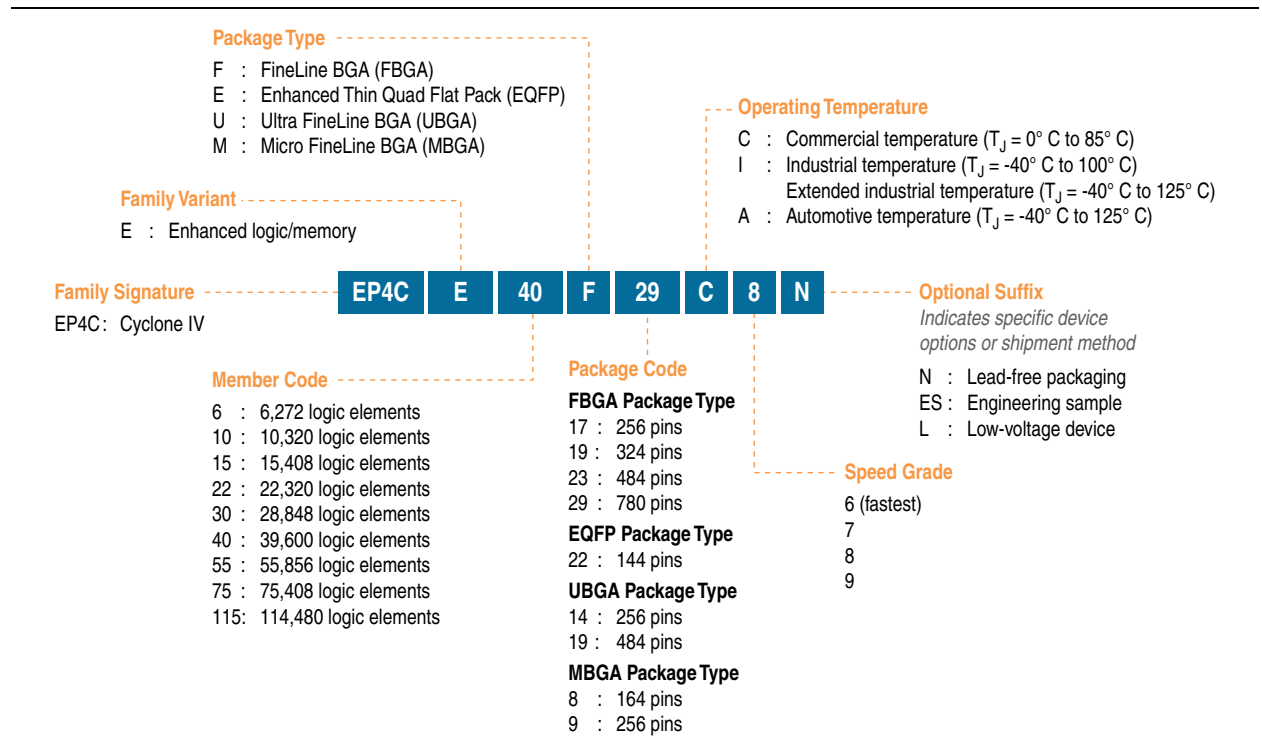 Package Type
F : FineLine BGA (FBGA)
E : Enhanced Thin Quad Flat Pack (EQFP)
U : Ultra FineLine BGA (UBGA)
M : Micro FineLine BGA (MBGA)
Operating Temperature
C : Commercial temperature (TJ = 0° C to 85° C)
I : Industrial temperature (TJ = -40° C to 100° C)
Extended industrial temperature (TJ = -40° C to 125° C)
A : Automotive temperature (TJ = -40° C to 125° C)
Family Variant
E : Enhanced logic/memory
Family Signature
EP4C : Cyclone IV
EP4C E 40 F 29 C 8 N
Optional Suffix
Indicates specific device
options or shipment method
N : Lead-free packaging
ES : Engineering sample
L : Low-voltage device
Member Code
6 : 6,272 logic elements
10 : 10,320 logic elements
15 : 15,408 logic elements
22 : 22,320 logic elements
30 : 28,848 logic elements
40 : 39,600 logic elements
55 : 55,856 logic elements
75 : 75,408 logic elements
115: 114,480 logic elements
Package Code
FBGA Package Type
17 : 256 pins
19 : 324 pins
23 : 484 pins
29 : 780 pins
EQFP Package Type
22 : 144 pins
UBGA Package Type
14 : 256 pins
19 : 484 pins
MBGA Package Type
8 : 164 pins
9 : 256 pins
Speed Grade
6 (fastest)
7
8
9